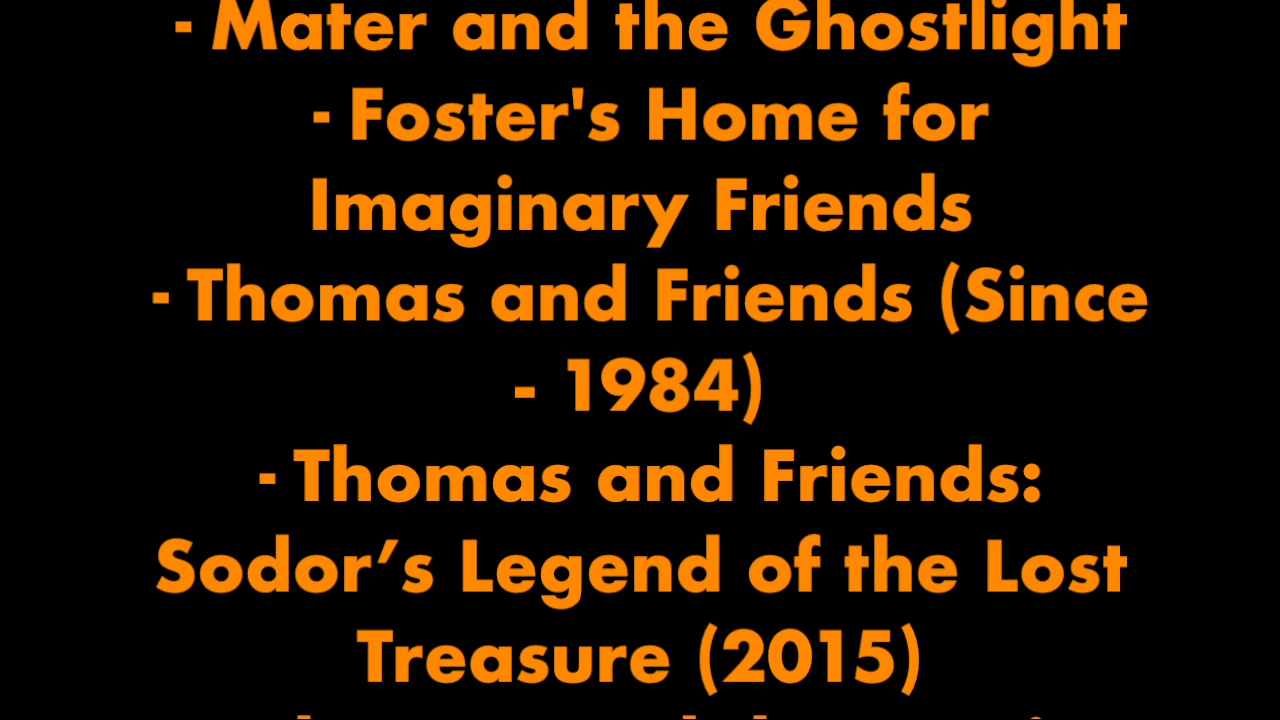 - Mater and the Ghostlight
- Foster's Home for
Imaginary Friends
- Thomas and Friends (Since
- 1984)
- Thomas and Friends:
Sodor’s Legend of the Lost
Treasure (2015)